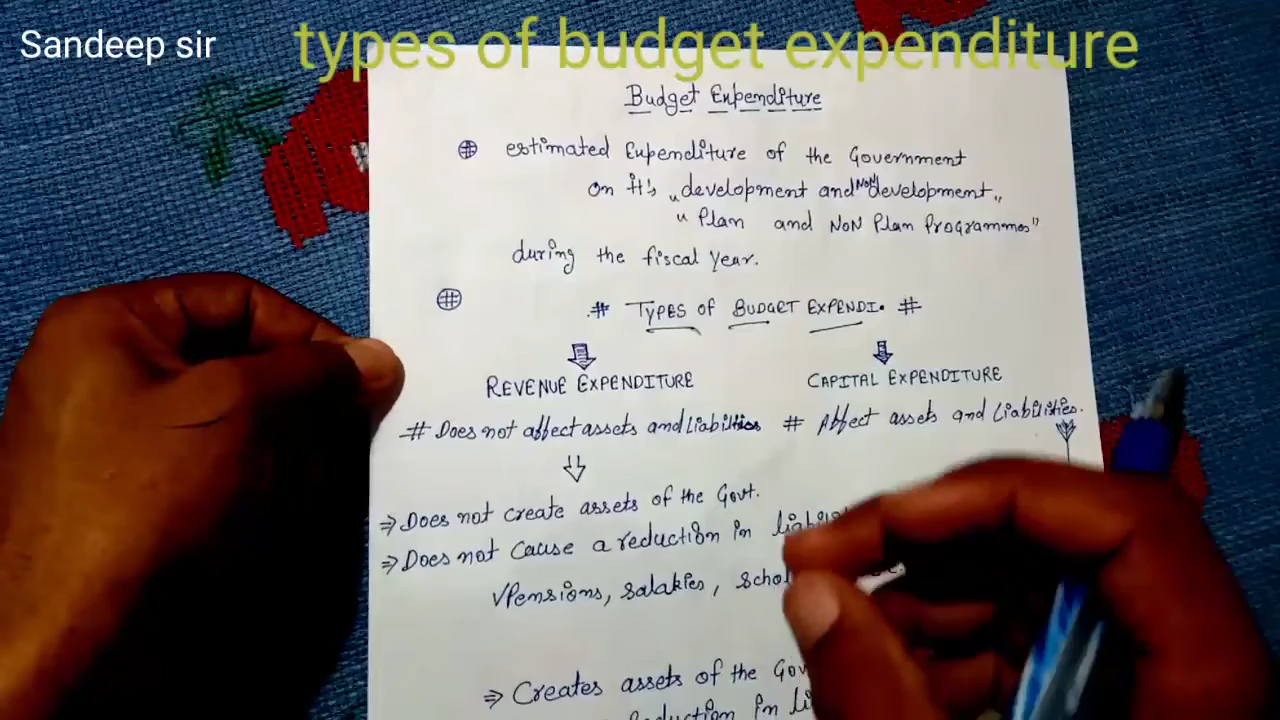 Sandeep sir
types of budget expenditure
Budget Expenditure
estimated Expenditure of the Government
on it's "development and NON development"
" Plan and NON Plan Programmes"
during the fiscal year.
# TYPES of BUDGET EXPENDI. #
REVENUE EXPENDITURE
CAPITAL EXPENDITURE
# Does not affect assets and Liabilities
# Affect assets and Liabilities.
⇒ Does not create assets of the Govt.
⇒ Does not cause a reduction in
√Pensions, salaries,
⇒ Creates assets of the
reduction in